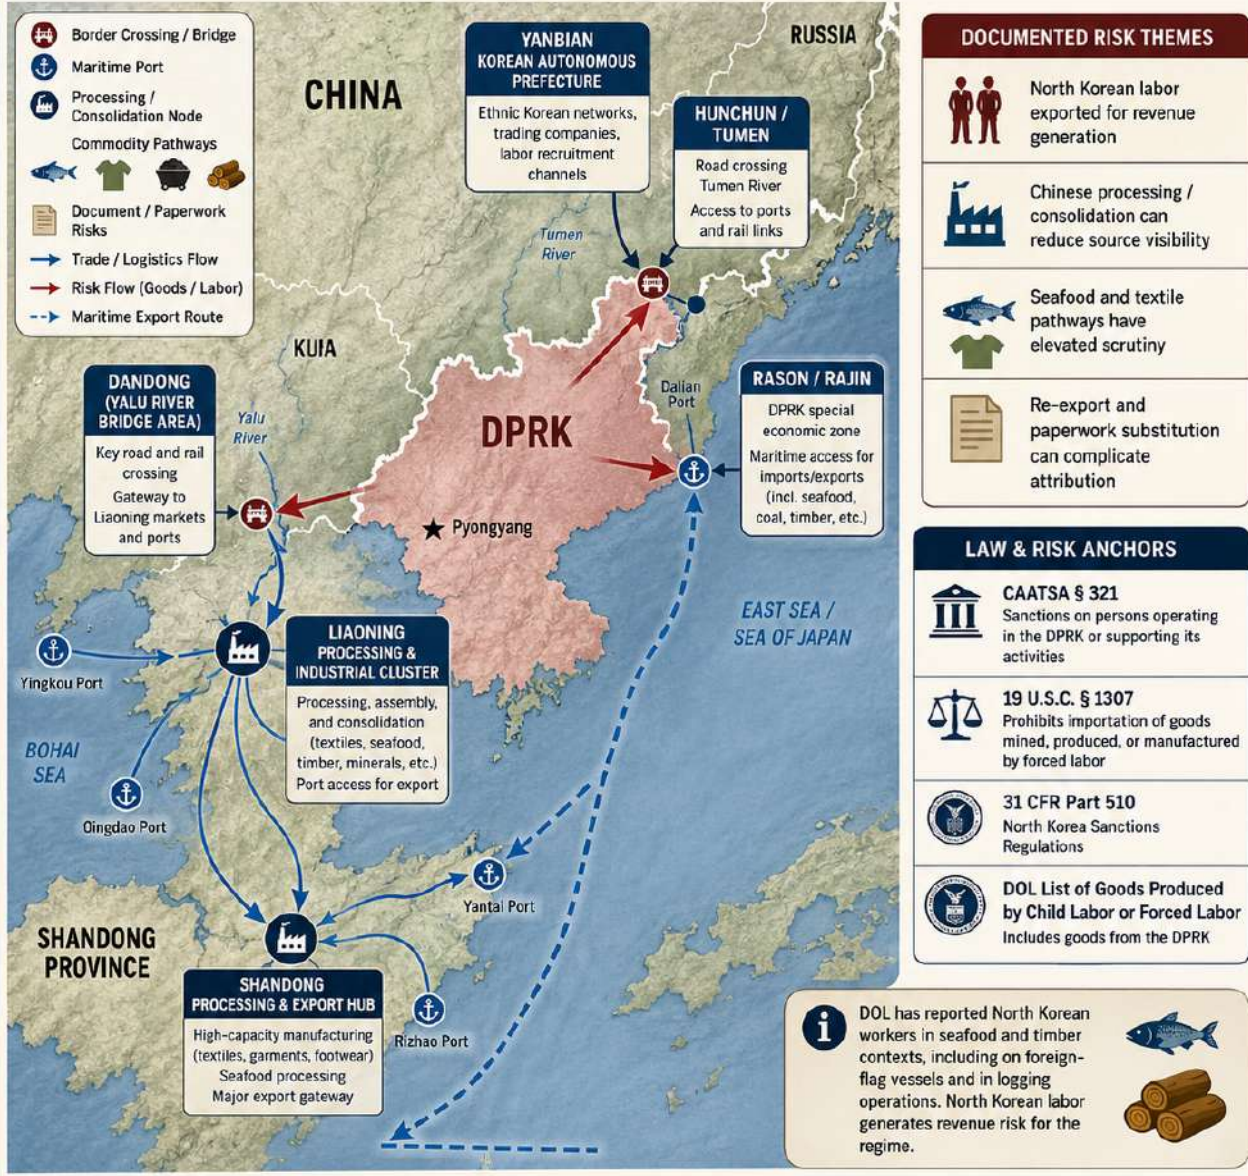 Border Crossing / Bridge
Maritime Port
Processing /
Consolidation Node
Commodity Pathways
Document / Paperwork
Risks
Trade / Logistics Flow
Risk Flow (Goods / Labor)
Maritime Export Route
CHINA
RUSSIA
YANBIAN
KOREAN AUTONOMOUS
PREFECTURE
Ethnic Korean networks,
trading companies,
labor recruitment
channels
HUNCHUN /
TUMEN
Road crossing
Tumen River
Access to ports
and rail links
Tumen
River
KUIA
DANDONG
(YALU RIVER
BRIDGE AREA)
Key road and rail
crossing
Gateway to
Liaoning markets
and ports
Yalu
River
DPRK
Pyongyang
Dalian
Port
RASON / RAJIN
DPRK special
economic zone
Maritime access for
imports/exports
(incl. seafood,
coal, timber, etc.)
EAST SEA /
SEA OF JAPAN
LIAONING
PROCESSING &
INDUSTRIAL CLUSTER
Processing, assembly,
and consolidation
(textiles, seafood,
timber, minerals, etc.)
Port access for export
Yingkou Port
BOHAI
SEA
Qingdao Port
Yantai Port
SHANDONG
PROVINCE
SHANDONG
PROCESSING & EXPORT HUB
High-capacity manufacturing
(textiles, garments, footwear)
Seafood processing
Major export gateway
Rizhao Port
DOCUMENTED RISK THEMES
North Korean labor
exported for revenue
generation
Chinese processing /
consolidation can
reduce source visibility
Seafood and textile
pathways have
elevated scrutiny
Re-export and
paperwork substitution
can complicate
attribution
LAW & RISK ANCHORS
CAATSA § 321
Sanctions on persons operating
in the DPRK or supporting its
activities
19 U.S.C. § 1307
Prohibits importation of goods
mined, produced, or manufactured
by forced labor
31 CFR Part 510
North Korea Sanctions
Regulations
DOL List of Goods Produced
by Child Labor or Forced Labor
Includes goods from the DPRK
DOL has reported North Korean
workers in seafood and timber
contexts, including on foreign-
flag vessels and in logging
operations. North Korean labor
generates revenue risk for the
regime.